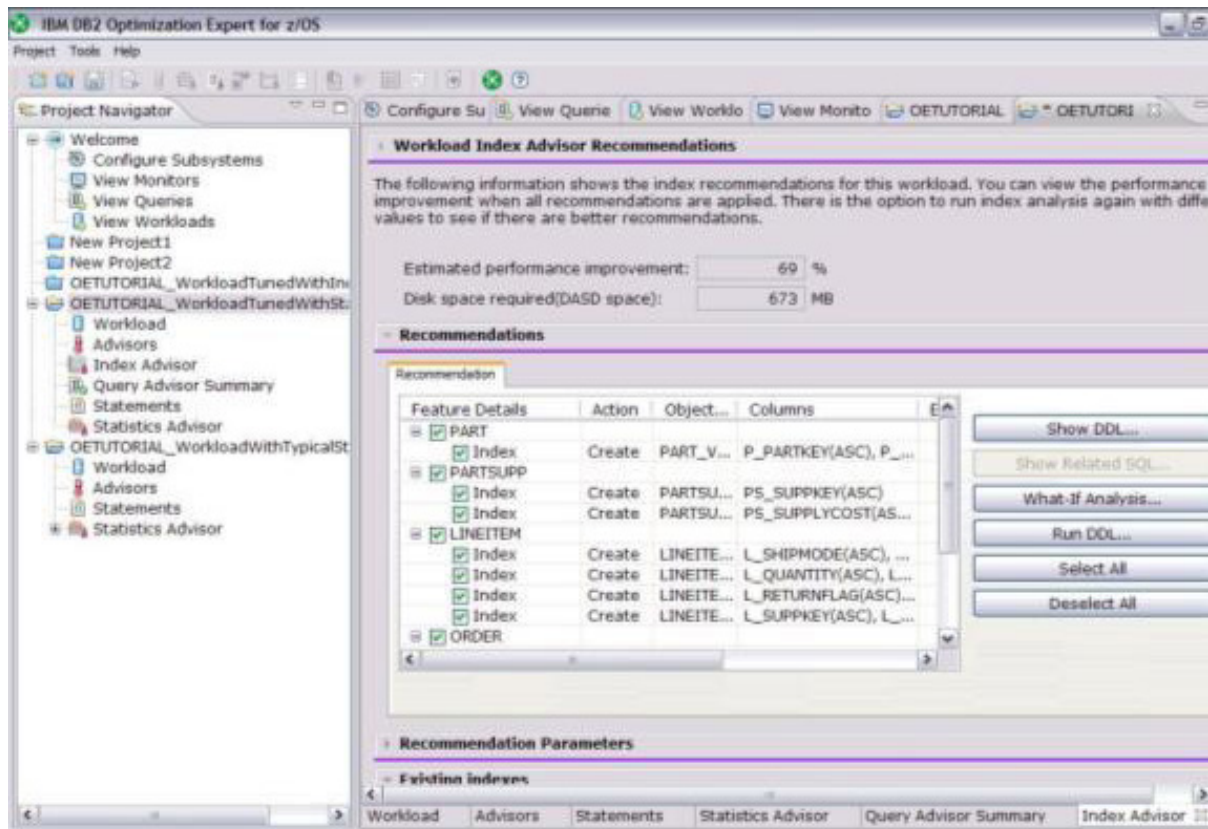 IBM DB2 Optimization Expert for z/OS
Project Tools Help
Project Navigator
Welcome
Configure Subsystems
View Monitors
View Queries
View Workloads
New Project1
New Project2
OETUTORIAL_WorkloadTunedWithInd
OETUTORIAL_WorkloadTunedWithSt
Workload
Advisors
Index Advisor
Query Advisor Summary
Statements
Statistics Advisor
OETUTORIAL_WorkloadWithTypicalSt
Workload
Advisors
Statements
Statistics Advisor
Configure Su View Querie View Worklo View Monito OETUTORIAL * OETUTORI
Workload Index Advisor Recommendations
The following information shows the index recommendations for this workload. You can view the performance
improvement when all recommendations are applied. There is the option to run index analysis again with diffe
values to see if there are better recommendations.
Estimated performance improvement: 69 %
Disk space required(DASD space): 673 MB
Recommendations
Recommendation
Feature Details Action Object... Columns E
PART
Index Create PART_V... P_PARTKEY(ASC), P_...
PARTSUPP
Index Create PARTSU... PS_SUPPKEY(ASC)
Index Create PARTSU... PS_SUPPLYCOST(AS...
LINEITEM
Index Create LINEITE... L_SHIPMODE(ASC), ...
Index Create LINEITE... L_QUANTITY(ASC), L...
Index Create LINEITE... L_RETURNFLAG(ASC)...
Index Create LINEITE... L_SUPPKEY(ASC), L_...
ORDER
Show DDL...
Show Related SQL...
What-If Analysis...
Run DDL...
Select All
Deselect All
Recommendation Parameters
Existing indexes
Workload Advisors Statements Statistics Advisor Query Advisor Summary Index Advisor